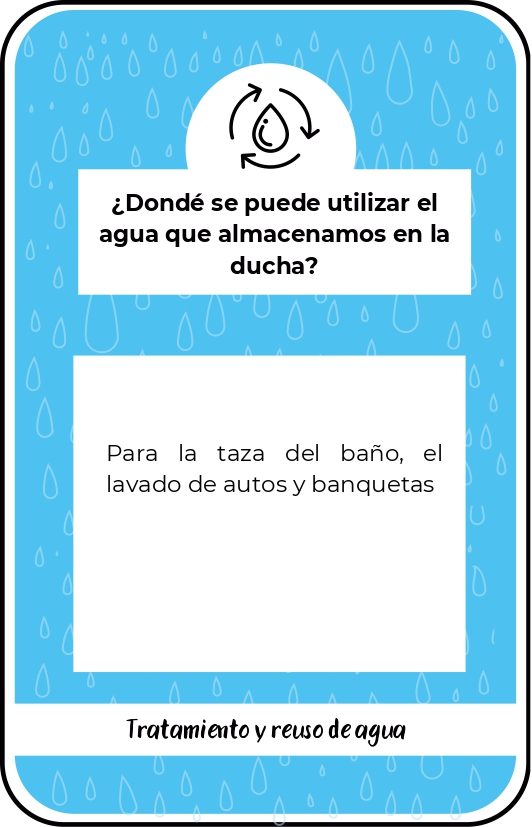 ¿Dondé se puede utilizar el
agua que almacenamos en la
ducha?
Para la taza del baño, el
lavado de autos y banquetas
Tratamiento y reuso de agua